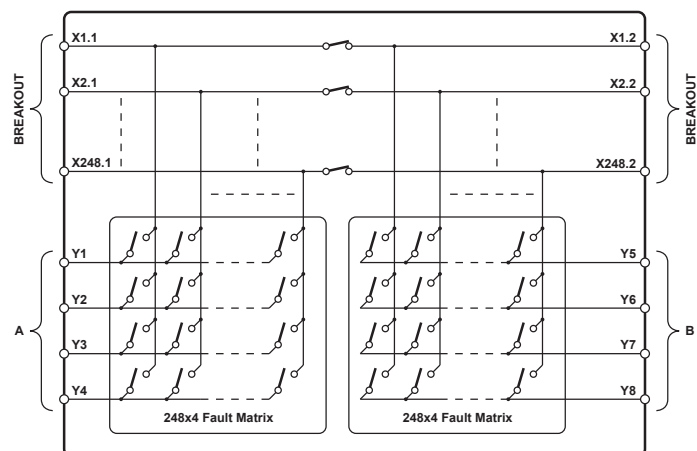 X1.1
X1.2
BREAKOUT
BREAKOUT
X2.1
X2.2
X248.1
X248.2
Y1
Y5
Y2
Y6
A
B
Y3
Y7
Y4
Y8
248x4 Fault Matrix
248x4 Fault Matrix